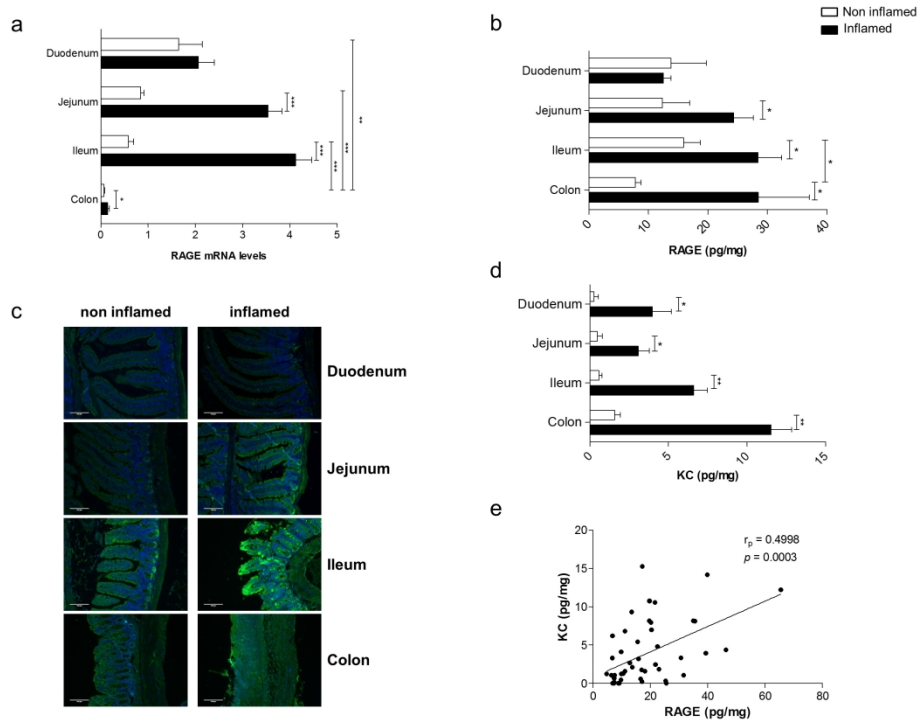 a
Duodenum
Jejunum
Ileum
Colon
***
***
*
***
***
**
0 1 2 3 4 5
RAGE mRNA levels
b
Non inflamed
Inflamed
Duodenum
Jejunum
Ileum
Colon
*
*
*
*
0 10 20 30 40
RAGE (pg/mg)
c
non inflamed inflamed
Duodenum
Jejunum
Ileum
Colon
d
Duodenum
Jejunum
Ileum
Colon
*
*
**
**
0 5 10 15
KC (pg/mg)
e
rp = 0.4998
p = 0.0003
KC (pg/mg)
20
15
10
5
0
0 20 40 60 80
RAGE (pg/mg)